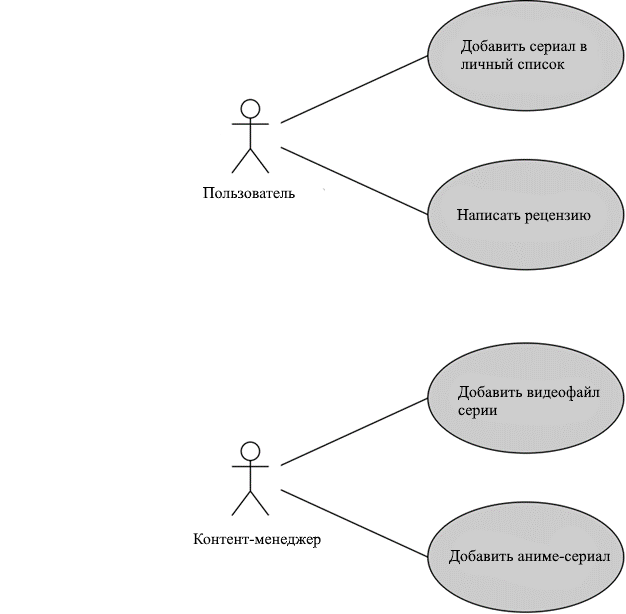 Добавить сериал в
личный список
Пользователь
Написать рецензию
Добавить видеофайл
серии
Контент-менеджер
Добавить аниме-сериал